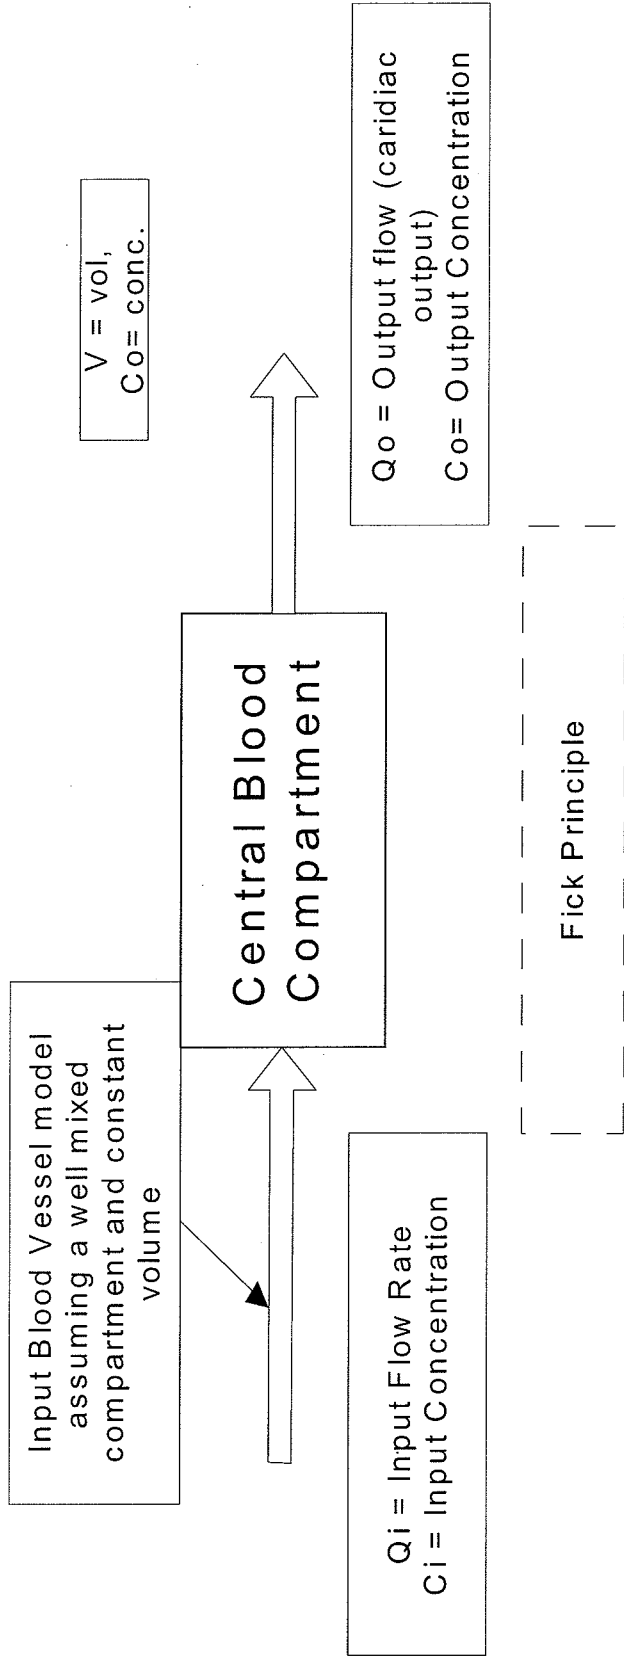 Input Blood Vessel model
assuming a well mixed
compartment and constant
volume
V = vol,
Co= conc.
Central Blood
Compartment
Qi = Input Flow Rate
Ci = Input Concentration
Qo = Output flow (caridiac
output)
Co= Output Concentration
Fick Principle